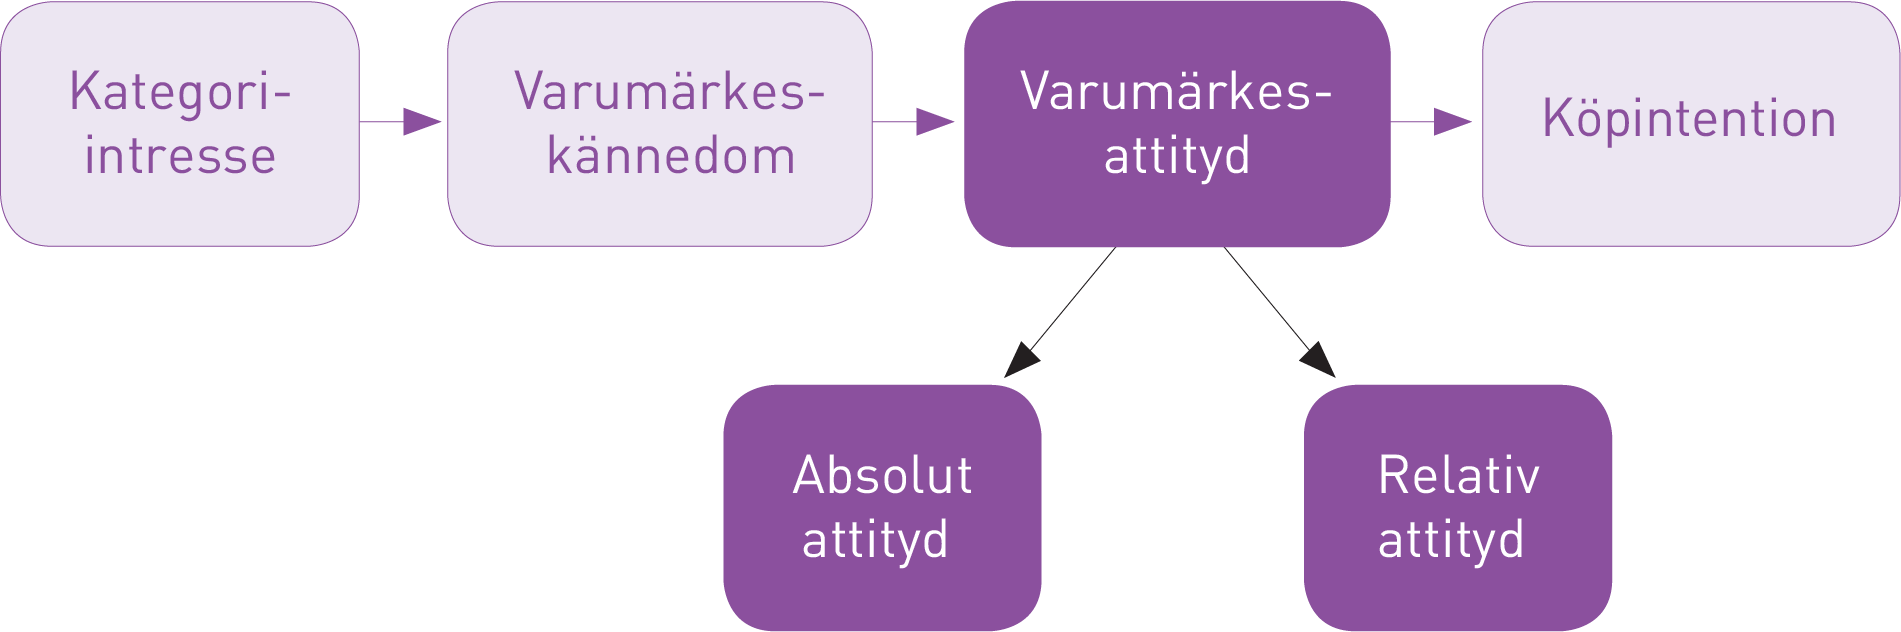 Kategori-
intresse
Varumärkes-
kännedom
Varumärkes-
attityd
Köpintention
Absolut
attityd
Relativ
attityd